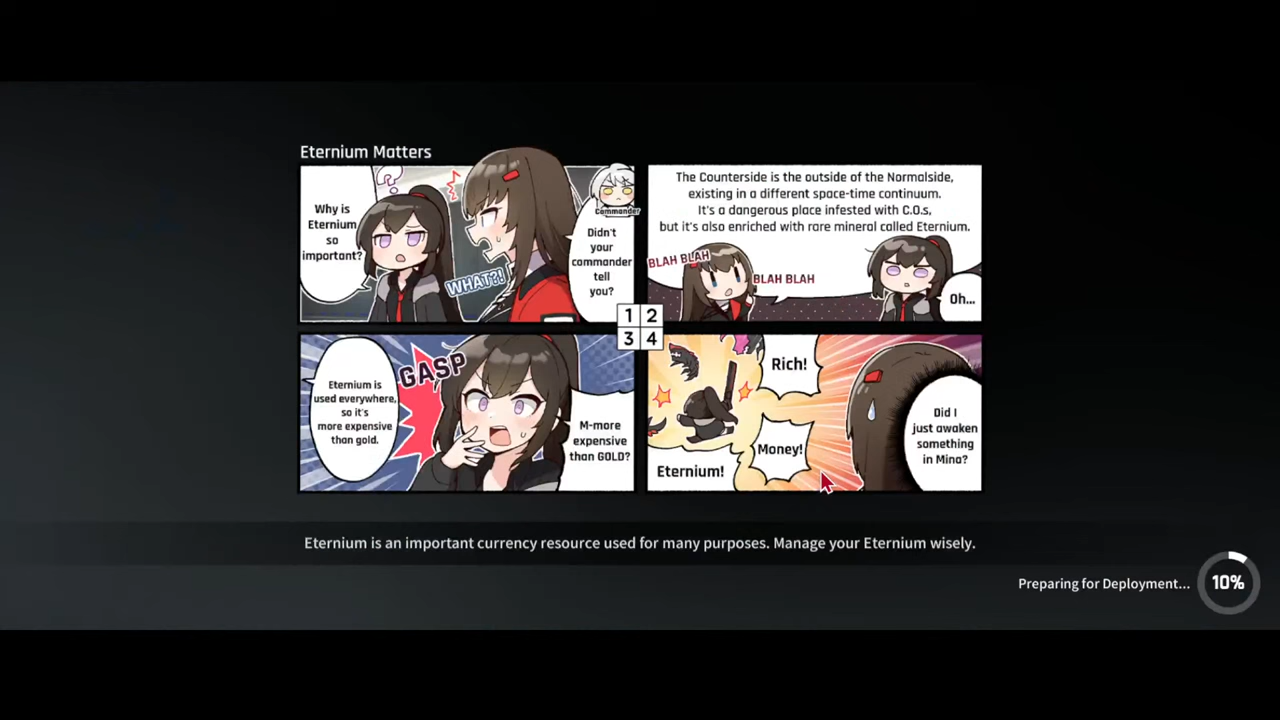 Eternium Matters
?
Why is
Eternium
so
important?
WHAT?!
Commander
Didn't
your
commander
tell
you?
The Counterside is the outside of the Normalside,
existing in a different space-time continuum.
It's a dangerous place infested with C.O.s,
but it's also enriched with rare mineral called Eternium.
BLAH BLAH
BLAH BLAH
Oh...
1 2
3 4
Eternium is
used everywhere,
so it's
more expensive
than gold.
GASP
M-more
expensive
than GOLD?
Rich!
Money!
Eternium!
Did I
just awaken
something
in Mina?
Eternium is an important currency resource used for many purposes. Manage your Eternium wisely.
Preparing for Deployment... 10%